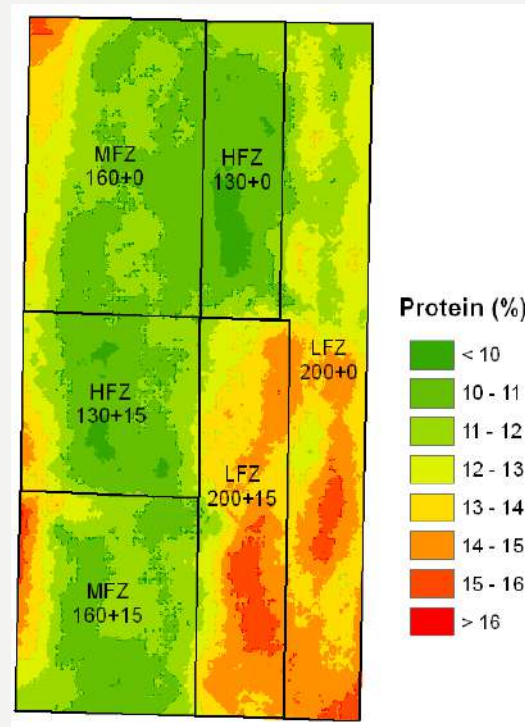 MFZ
160+0
HFZ
130+0
LFZ
200+0
HFZ
130+15
LFZ
200+15
MFZ
160+15
Protein (%)
< 10
10 - 11
11 - 12
12 - 13
13 - 14
14 - 15
15 - 16
> 16